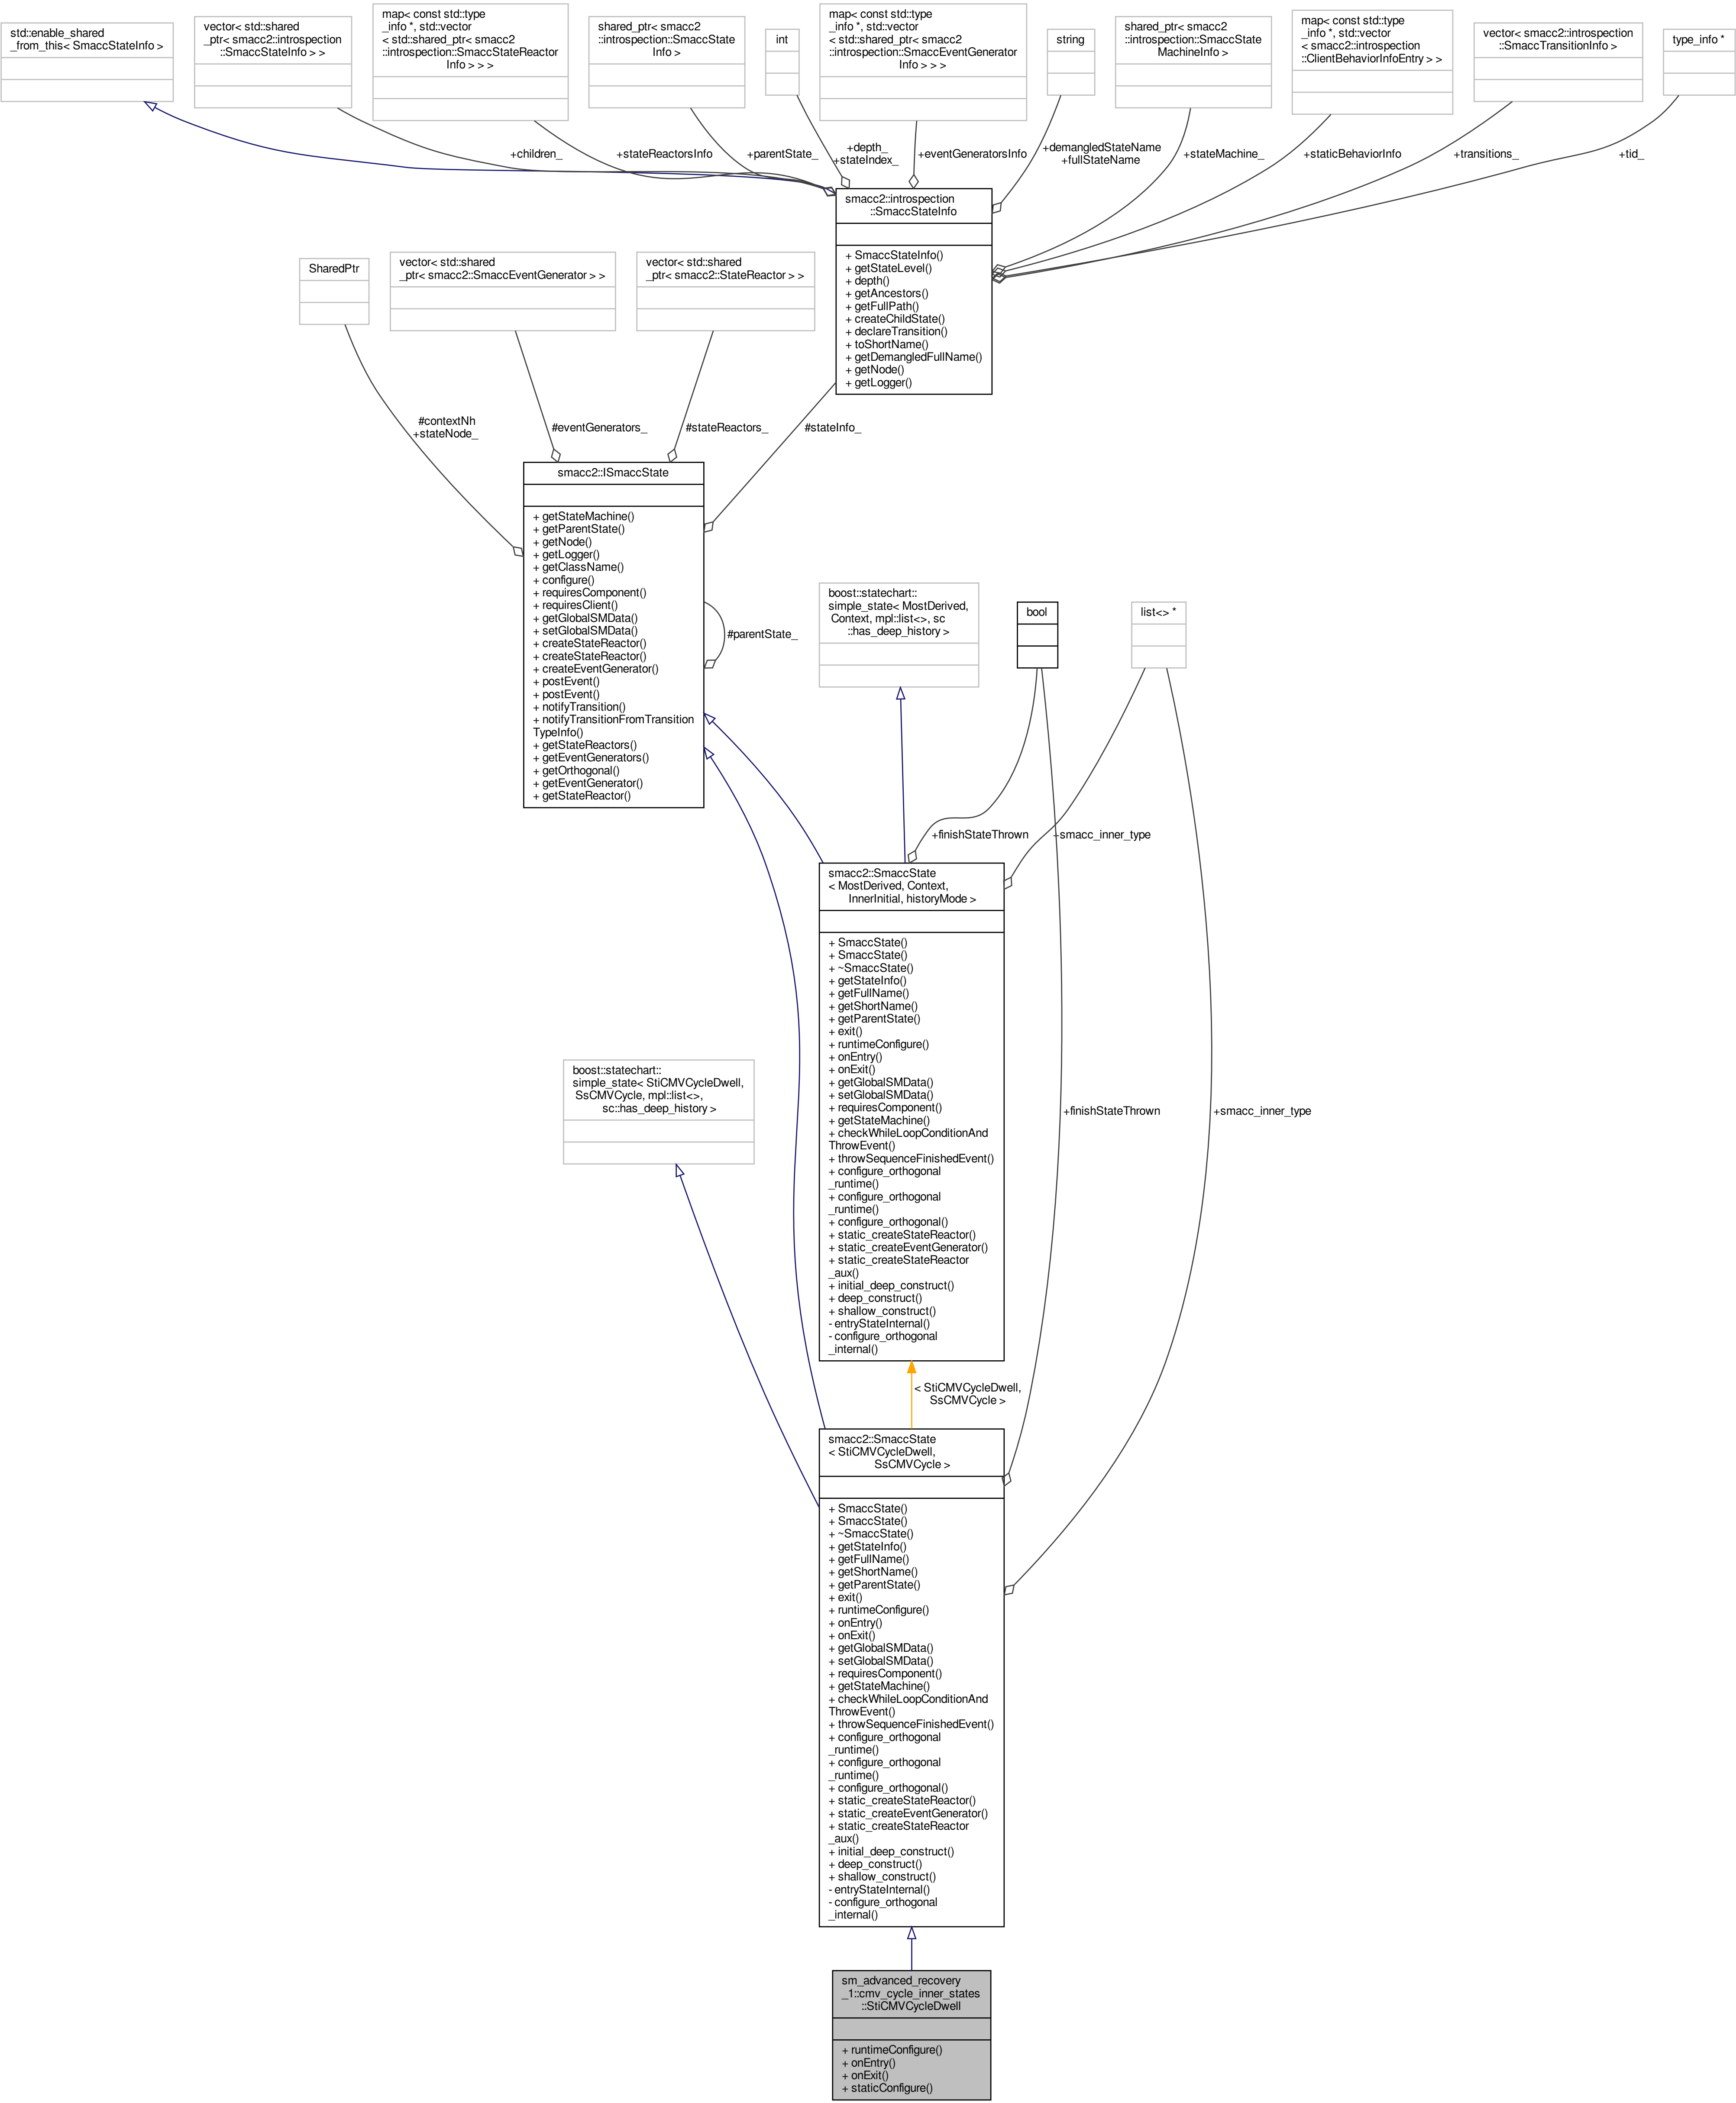 std::enable_shared
_from_this< SmaccStateInfo >
vector< std::shared
_ptr< smacc2::introspection
::SmaccStateInfo > >
map< const std::type
_info *, std::vector
< std::shared_ptr< smacc2
::introspection::SmaccStateReactor
Info > > >
shared_ptr< smacc2
::introspection::SmaccState
Info >
int
map< const std::type
_info *, std::vector
< std::shared_ptr< smacc2
::introspection::SmaccEventGenerator
Info > > >
string
shared_ptr< smacc2
::introspection::SmaccState
MachineInfo >
map< const std::type
_info *, std::vector
< smacc2::introspection
::ClientBehaviorInfoEntry > >
vector< smacc2::introspection
::SmaccTransitionInfo >
type_info *
+children_
+stateReactorsInfo
+parentState_
+depth_
+stateIndex_
+eventGeneratorsInfo
+demangledStateName
+fullStateName
+stateMachine_
+staticBehaviorInfo
+transitions_
+tid_
smacc2::introspection
::SmaccStateInfo
+ SmaccStateInfo()
+ getStateLevel()
+ depth()
+ getAncestors()
+ getFullPath()
+ createChildState()
+ declareTransition()
+ toShortName()
+ getDemangledFullName()
+ getNode()
+ getLogger()
SharedPtr
vector< std::shared
_ptr< smacc2::SmaccEventGenerator > >
vector< std::shared
_ptr< smacc2::StateReactor > >
#contextNh
+stateNode_
#eventGenerators_
#stateReactors_
#stateInfo_
smacc2::ISmaccState
+ getStateMachine()
+ getParentState()
+ getNode()
+ getLogger()
+ getClassName()
+ configure()
+ requiresComponent()
+ requiresClient()
+ getGlobalSMData()
+ setGlobalSMData()
+ createStateReactor()
+ createStateReactor()
+ createEventGenerator()
+ postEvent()
+ postEvent()
+ notifyTransition()
+ notifyTransitionFromTransition
TypeInfo()
+ getStateReactors()
+ getEventGenerators()
+ getOrthogonal()
+ getEventGenerator()
+ getStateReactor()
#parentState_
boost::statechart::
simple_state< MostDerived,
Context, mpl::list<>, sc
::has_deep_history >
bool
list<> *
+finishStateThrown
+smacc_inner_type
smacc2::SmaccState
< MostDerived, Context,
InnerInitial, historyMode >
+ SmaccState()
+ SmaccState()
+ ~SmaccState()
+ getStateInfo()
+ getFullName()
+ getShortName()
+ getParentState()
+ exit()
+ runtimeConfigure()
+ onEntry()
+ onExit()
+ getGlobalSMData()
+ setGlobalSMData()
+ requiresComponent()
+ getStateMachine()
+ checkWhileLoopConditionAnd
ThrowEvent()
+ throwSequenceFinishedEvent()
+ configure_orthogonal
_runtime()
+ configure_orthogonal
_runtime()
+ configure_orthogonal()
+ static_createStateReactor()
+ static_createEventGenerator()
+ static_createStateReactor
_aux()
+ initial_deep_construct()
+ deep_construct()
+ shallow_construct()
- entryStateInternal()
- configure_orthogonal
_internal()
boost::statechart::
simple_state< StiCMVCycleDwell,
SsCMVCycle, mpl::list<>,
sc::has_deep_history >
+finishStateThrown
+smacc_inner_type
< StiCMVCycleDwell,
SsCMVCycle >
smacc2::SmaccState
< StiCMVCycleDwell,
SsCMVCycle >
+ SmaccState()
+ SmaccState()
+ ~SmaccState()
+ getStateInfo()
+ getFullName()
+ getShortName()
+ getParentState()
+ exit()
+ runtimeConfigure()
+ onEntry()
+ onExit()
+ getGlobalSMData()
+ setGlobalSMData()
+ requiresComponent()
+ getStateMachine()
+ checkWhileLoopConditionAnd
ThrowEvent()
+ throwSequenceFinishedEvent()
+ configure_orthogonal
_runtime()
+ configure_orthogonal
_runtime()
+ configure_orthogonal()
+ static_createStateReactor()
+ static_createEventGenerator()
+ static_createStateReactor
_aux()
+ initial_deep_construct()
+ deep_construct()
+ shallow_construct()
- entryStateInternal()
- configure_orthogonal
_internal()
sm_advanced_recovery
_1::cmv_cycle_inner_states
::StiCMVCycleDwell
+ runtimeConfigure()
+ onEntry()
+ onExit()
+ staticConfigure()